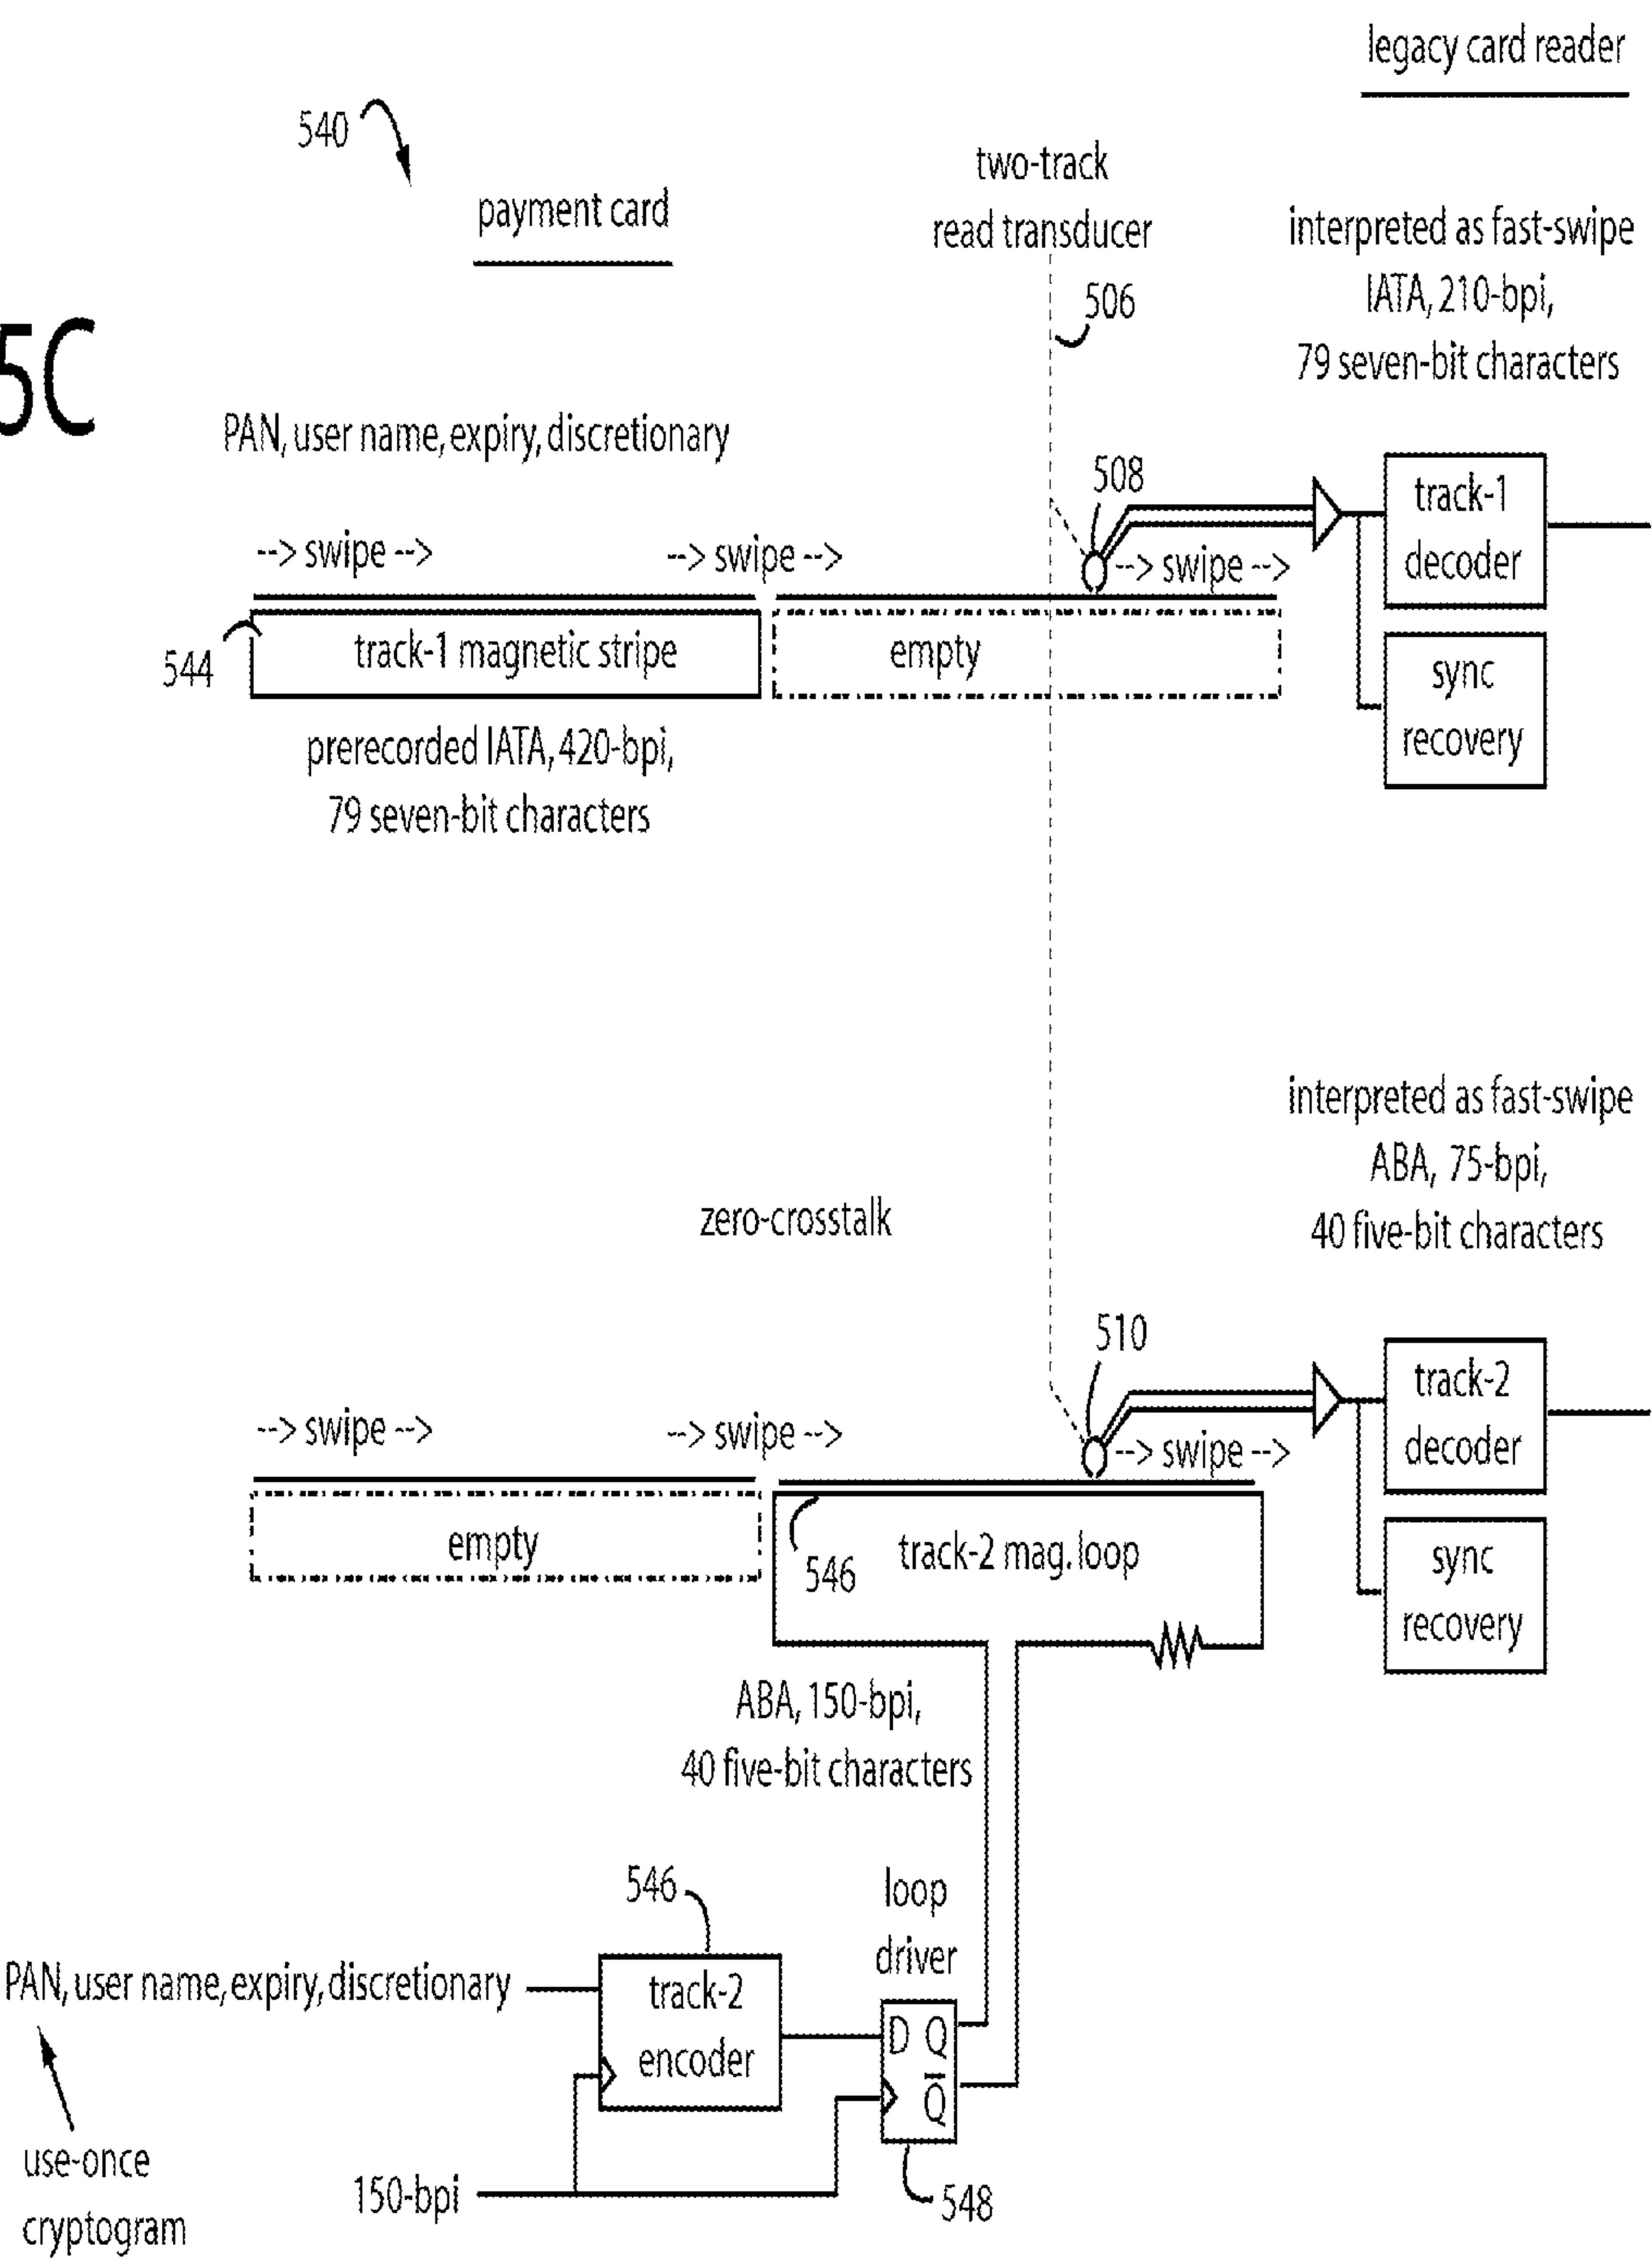 legacy card reader
540
payment card
two-track
read transducer
506
interpreted as fast-swipe
IATA, 210-bpi,
79 seven-bit characters
5C
PAN, user name, expiry, discretionary
508
track-1
decoder
--> swipe -->
--> swipe -->
--> swipe -->
544
track-1 magnetic stripe
empty
sync
recovery
prerecorded IATA, 420-bpi,
79 seven-bit characters
interpreted as fast-swipe
ABA, 75-bpi,
40 five-bit characters
zero-crosstalk
510
track-2
decoder
--> swipe -->
--> swipe -->
--> swipe -->
empty
546
track-2 mag. loop
sync
recovery
ABA, 150-bpi,
40 five-bit characters
546
loop
driver
PAN, user name, expiry, discretionary
track-2
encoder
D Q
Q̅
use-once
cryptogram
150-bpi
548